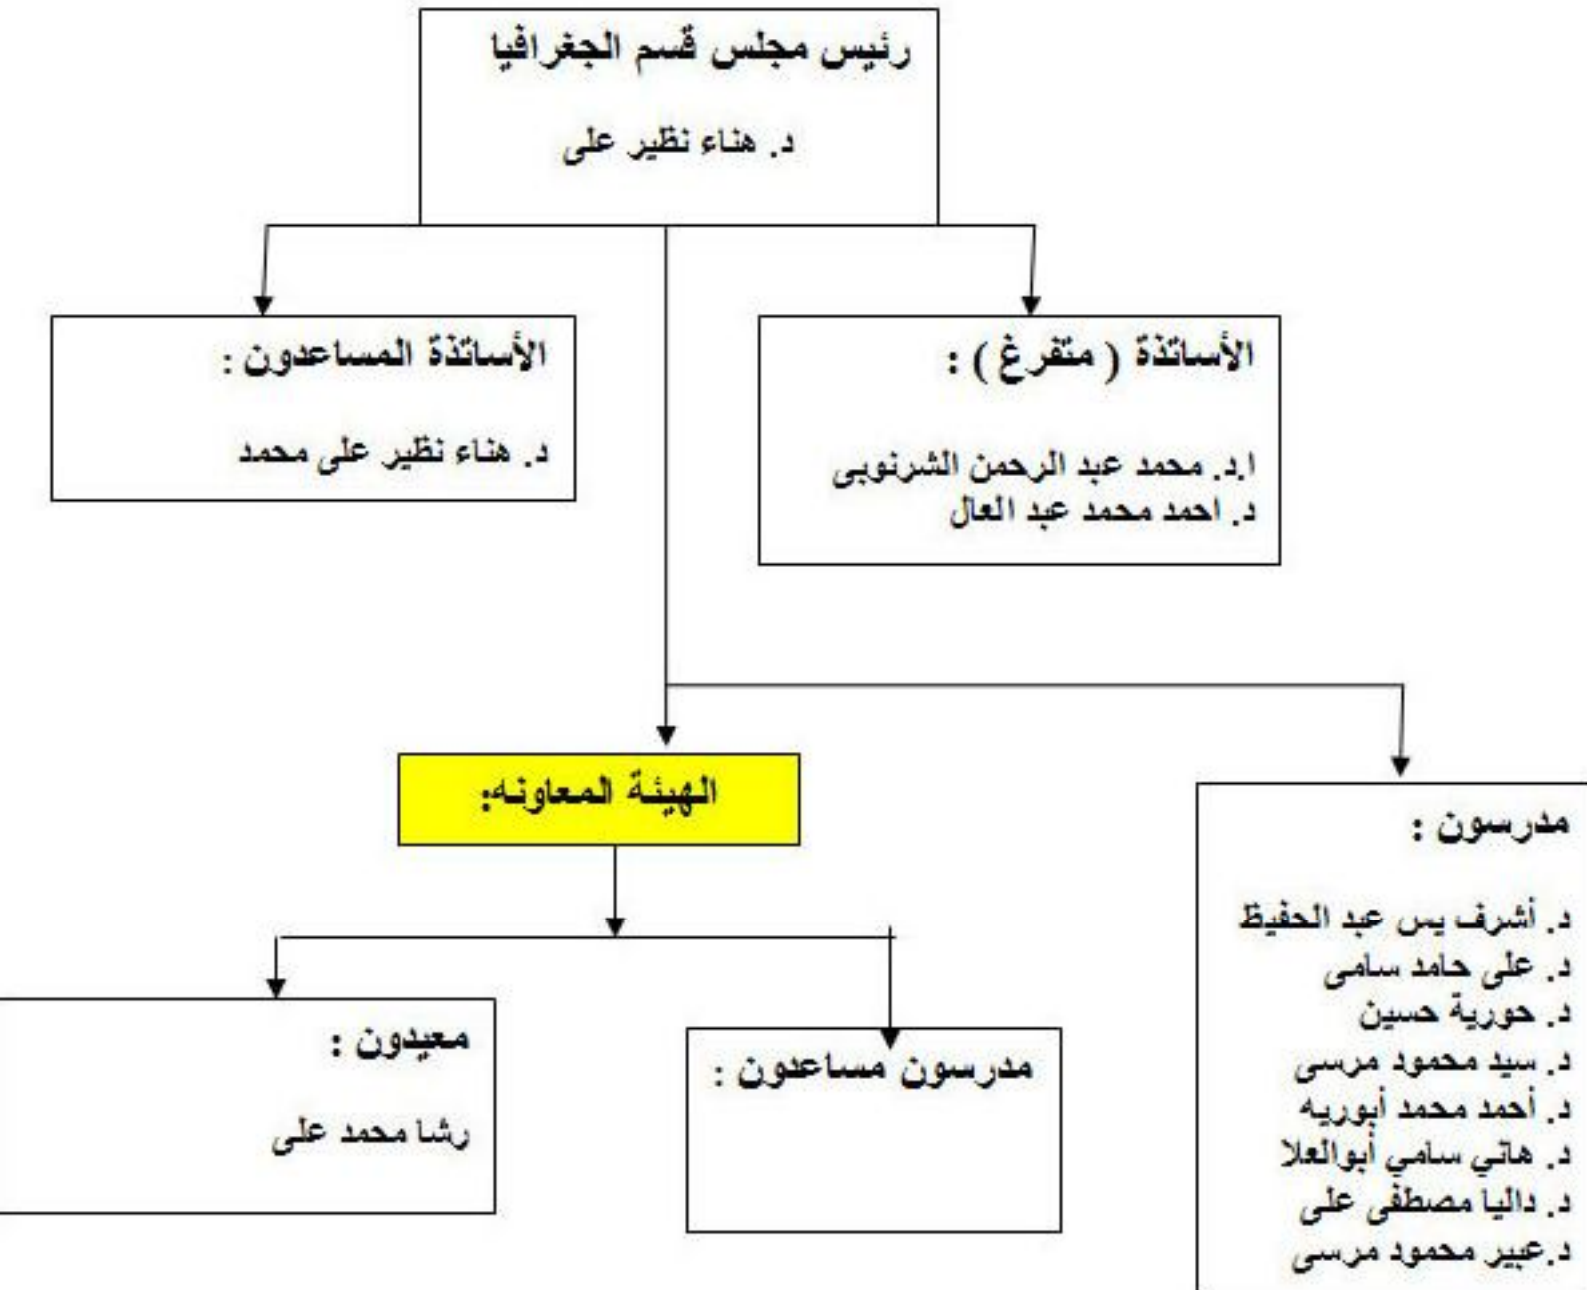 رئيس مجلس قسم الجغرافيا
د. هناء نظير على
الأساتذة ( متفرغ ) :
ا.د. محمد عبد الرحمن الشرنوبى
د. احمد محمد عبد العال
الأساتذة المساعدون :
د. هناء نظير على محمد
الهيئة المعاونه:
مدرسون :
د. أشرف يس عبد الحفيظ
د. على حامد سامى
د. حورية حسين
د. سيد محمود مرسى
د. أحمد محمد أبوريه
د. هاني سامي أبوالعلا
د. داليا مصطفى على
د.عبير محمود مرسى
مدرسون مساعدون :
معيدون :
رشا محمد على